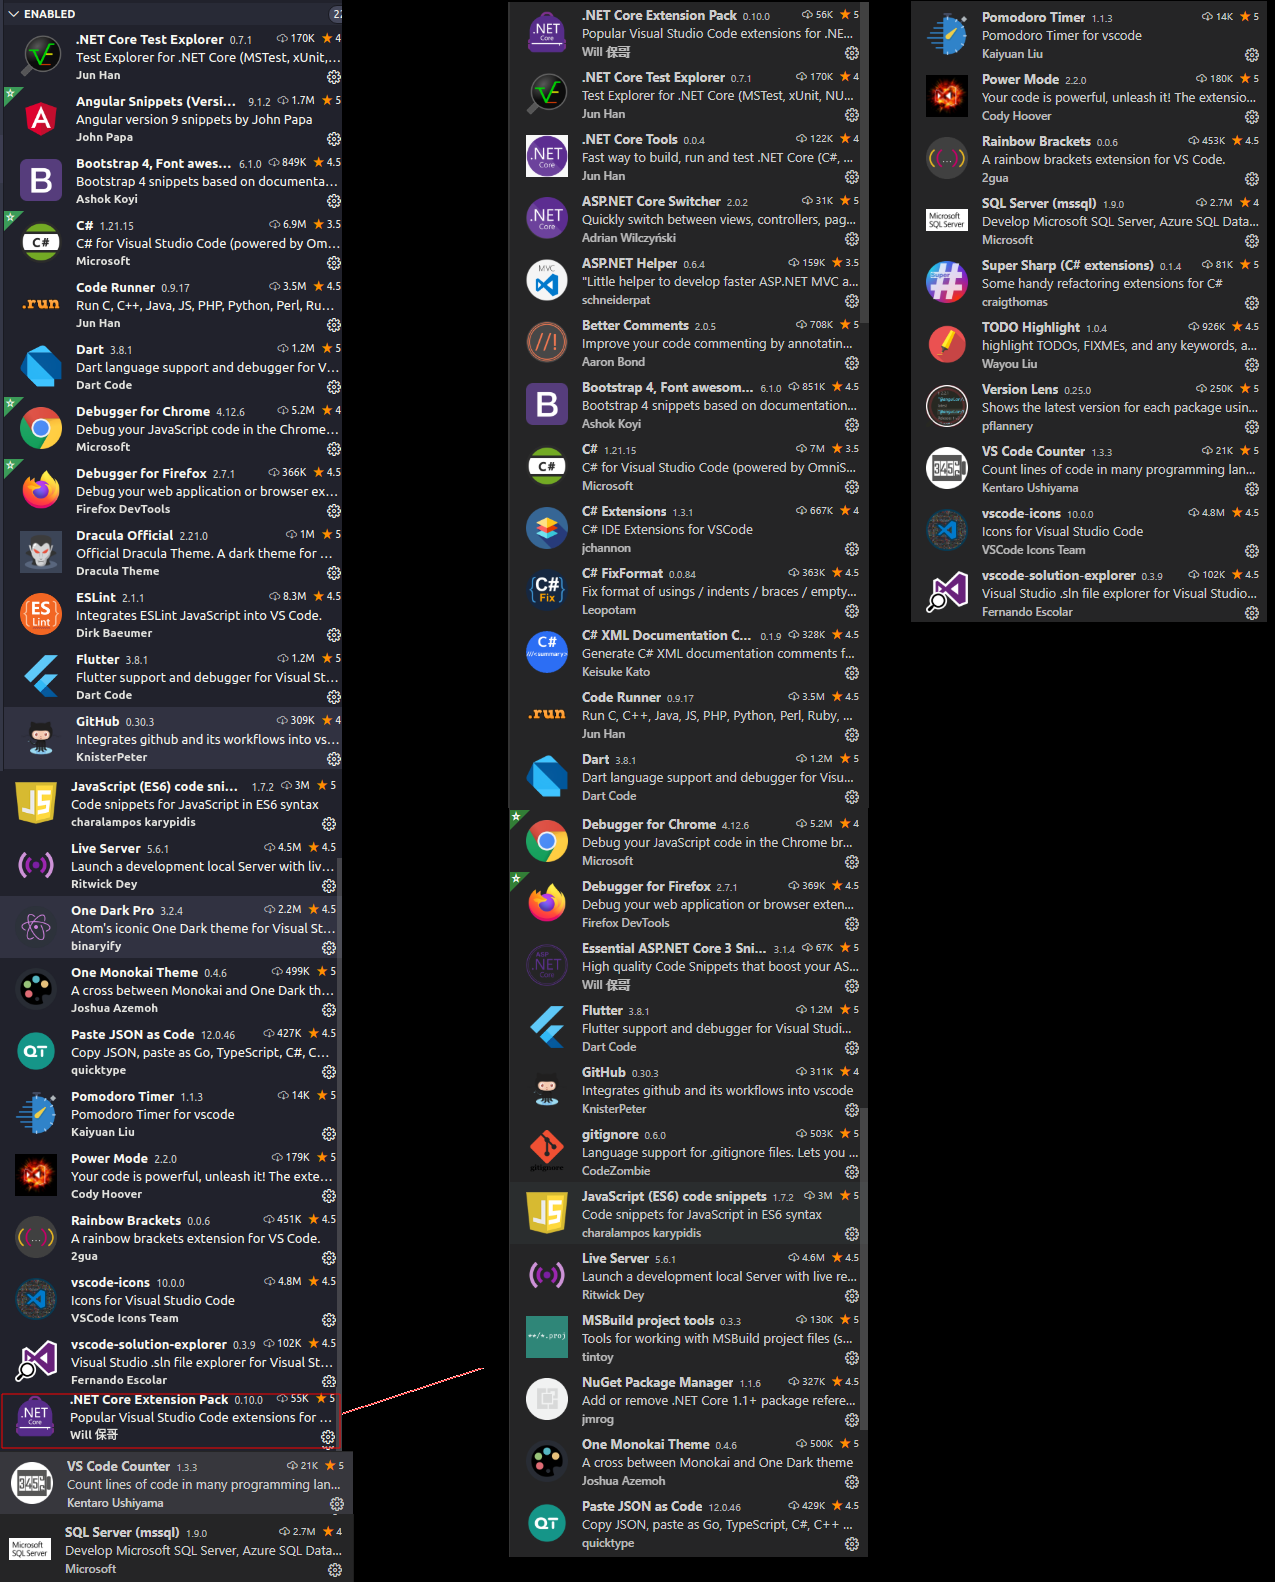 ENABLED 22
.NET Core Test Explorer 0.7.1 170K 4
Test Explorer for .NET Core (MSTest, xUnit,...
Jun Han
Angular Snippets (Versi... 9.1.2 1.7M 5
Angular version 9 snippets by John Papa
John Papa
Bootstrap 4, Font awes... 6.1.0 849K 4.5
Bootstrap 4 snippets based on documenta...
Ashok Koyi
C# 1.21.15 6.9M 3.5
C# for Visual Studio Code (powered by Om...
Microsoft
Code Runner 0.9.17 3.5M 4.5
Run C, C++, Java, JS, PHP, Python, Perl, Ru...
Jun Han
Dart 3.8.1 1.2M 5
Dart language support and debugger for V...
Dart Code
Debugger for Chrome 4.12.6 5.2M 4
Debug your JavaScript code in the Chrome...
Microsoft
Debugger for Firefox 2.7.1 366K 4.5
Debug your web application or browser ex...
Firefox DevTools
Dracula Official 2.21.0 1M 5
Official Dracula Theme. A dark theme for ...
Dracula Theme
ESLint 2.1.1 8.3M 4.5
Integrates ESLint JavaScript into VS Code.
Dirk Baeumer
Flutter 3.8.1 1.2M 5
Flutter support and debugger for Visual St...
Dart Code
GitHub 0.30.3 309K 4
Integrates github and its workflows into vs...
KnisterPeter
JavaScript (ES6) code sni... 1.7.2 3M 5
Code snippets for JavaScript in ES6 syntax
charalampos karypidis
Live Server 5.6.1 4.5M 4.5
Launch a development local Server with liv...
Ritwick Dey
One Dark Pro 3.2.4 2.2M 4.5
Atom's iconic One Dark theme for Visual St...
binaryify
One Monokai Theme 0.4.6 499K 5
A cross between Monokai and One Dark th...
Joshua Azemoh
Paste JSON as Code 12.0.46 427K 4.5
Copy JSON, paste as Go, TypeScript, C#, C...
quicktype
Pomodoro Timer 1.1.3 14K 5
Pomodoro Timer for vscode
Kaiyuan Liu
Power Mode 2.2.0 179K 5
Your code is powerful, unleash it! The exte...
Cody Hoover
Rainbow Brackets 0.0.6 451K 4.5
A rainbow brackets extension for VS Code.
2gua
vscode-icons 10.0.0 4.8M 4.5
Icons for Visual Studio Code
VSCode Icons Team
vscode-solution-explorer 0.3.9 102K 4.5
Visual Studio .sln file explorer for Visual St...
Fernando Escolar
.NET Core Extension Pack 0.10.0 55K 5
Popular Visual Studio Code extensions for ...
Will 保哥
VS Code Counter 1.3.3 21K 5
Count lines of code in many programming lan...
Kentaro Ushiyama
SQL Server (mssql) 1.9.0 2.7M 4
Develop Microsoft SQL Server, Azure SQL Data...
Microsoft
.NET Core Extension Pack 0.10.0 56K 5
Popular Visual Studio Code extensions for .NE...
Will 保哥
.NET Core Test Explorer 0.7.1 170K 4
Test Explorer for .NET Core (MSTest, xUnit, NU...
Jun Han
.NET Core Tools 0.0.4 122K 4
Fast way to build, run and test .NET Core (C#, ...
Jun Han
ASP.NET Core Switcher 2.0.2 31K 5
Quickly switch between views, controllers, pag...
Adrian Wilczyński
ASP.NET Helper 0.6.4 159K 3.5
"Little helper to develop faster ASP.NET MVC a...
schneiderpat
Better Comments 2.0.5 708K 5
Improve your code commenting by annotatin...
Aaron Bond
Bootstrap 4, Font awesom... 6.1.0 851K 4.5
Bootstrap 4 snippets based on documentation...
Ashok Koyi
C# 1.21.15 7M 3.5
C# for Visual Studio Code (powered by OmniS...
Microsoft
C# Extensions 1.3.1 667K 4
C# IDE Extensions for VSCode
jchannon
C# FixFormat 0.0.84 363K 4.5
Fix format of usings / indents / braces / empty...
Leopotam
C# XML Documentation C... 0.1.9 328K 4.5
Generate C# XML documentation comments f...
Keisuke Kato
Code Runner 0.9.17 3.5M 4.5
Run C, C++, Java, JS, PHP, Python, Perl, Ruby, ...
Jun Han
Dart 3.8.1 1.2M 5
Dart language support and debugger for Visu...
Dart Code
Debugger for Chrome 4.12.6 5.2M 4
Debug your JavaScript code in the Chrome br...
Microsoft
Debugger for Firefox 2.7.1 369K 4.5
Debug your web application or browser exten...
Firefox DevTools
Essential ASP.NET Core 3 Sni... 3.1.4 67K 5
High quality Code Snippets that boost your AS...
Will 保哥
Flutter 3.8.1 1.2M 5
Flutter support and debugger for Visual Studi...
Dart Code
GitHub 0.30.3 311K 4
Integrates github and its workflows into vscode
KnisterPeter
gitignore 0.6.0 503K 5
Language support for .gitignore files. Lets you ...
CodeZombie
JavaScript (ES6) code snippets 1.7.2 3M 5
Code snippets for JavaScript in ES6 syntax
charalampos karypidis
Live Server 5.6.1 4.6M 4.5
Launch a development local Server with live re...
Ritwick Dey
MSBuild project tools 0.3.3 130K 5
Tools for working with MSBuild project files (s...
tintoy
NuGet Package Manager 1.1.6 327K 4.5
Add or remove .NET Core 1.1+ package refere...
jmrog
One Monokai Theme 0.4.6 500K 5
A cross between Monokai and One Dark theme
Joshua Azemoh
Paste JSON as Code 12.0.46 429K 4.5
Copy JSON, paste as Go, TypeScript, C#, C++ ...
quicktype
Pomodoro Timer 1.1.3 14K 5
Pomodoro Timer for vscode
Kaiyuan Liu
Power Mode 2.2.0 180K 5
Your code is powerful, unleash it! The extensio...
Cody Hoover
Rainbow Brackets 0.0.6 453K 4.5
A rainbow brackets extension for VS Code.
2gua
SQL Server (mssql) 1.9.0 2.7M 4
Develop Microsoft SQL Server, Azure SQL Data...
Microsoft
Super Sharp (C# extensions) 0.1.4 81K 5
Some handy refactoring extensions for C#
craigthomas
TODO Highlight 1.0.4 926K 4.5
highlight TODOs, FIXMEs, and any keywords, a...
Wayou Liu
Version Lens 0.25.0 250K 5
Shows the latest version for each package usin...
pflannery
VS Code Counter 1.3.3 21K 5
Count lines of code in many programming lan...
Kentaro Ushiyama
vscode-icons 10.0.0 4.8M 4.5
Icons for Visual Studio Code
VSCode Icons Team
vscode-solution-explorer 0.3.9 102K 4.5
Visual Studio .sln file explorer for Visual Studio...
Fernando Escolar